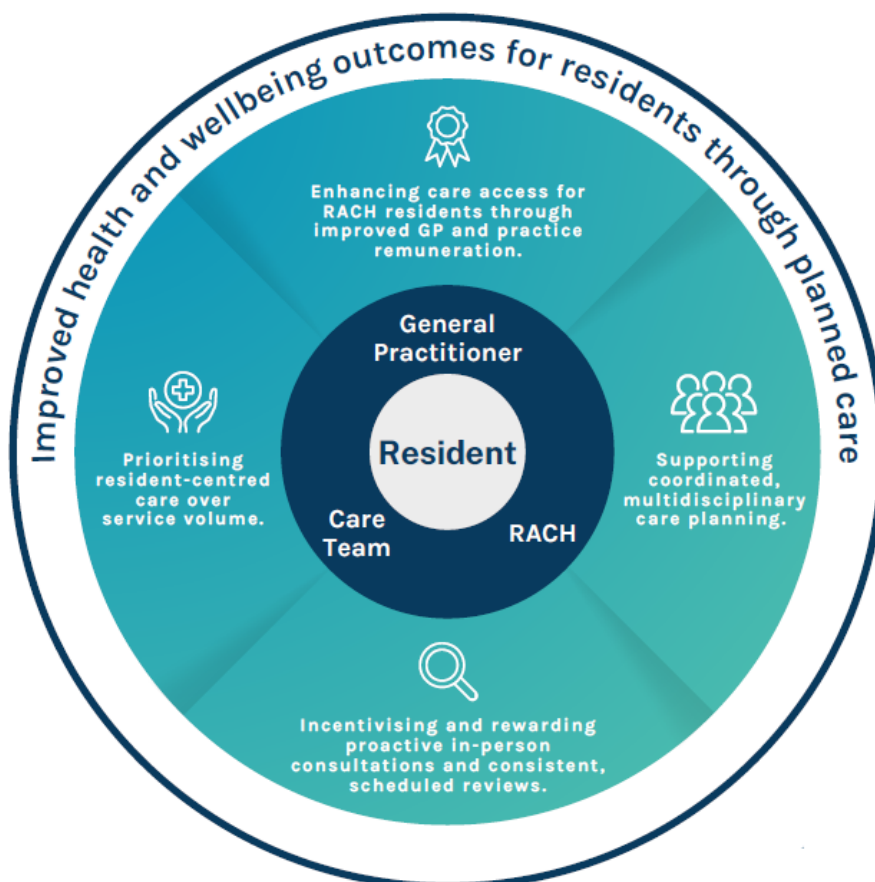 Improved health and wellbeing outcomes for residents through planned care
Enhancing care access for
RACH residents through
improved GP and practice
remuneration.
General
Practitioner
Resident
Care
Team
RACH
Prioritising
resident-centred
care over
service volume.
Supporting
coordinated,
multidisciplinary
care planning.
Incentivising and rewarding
proactive in-person
consultations and consistent,
scheduled reviews.